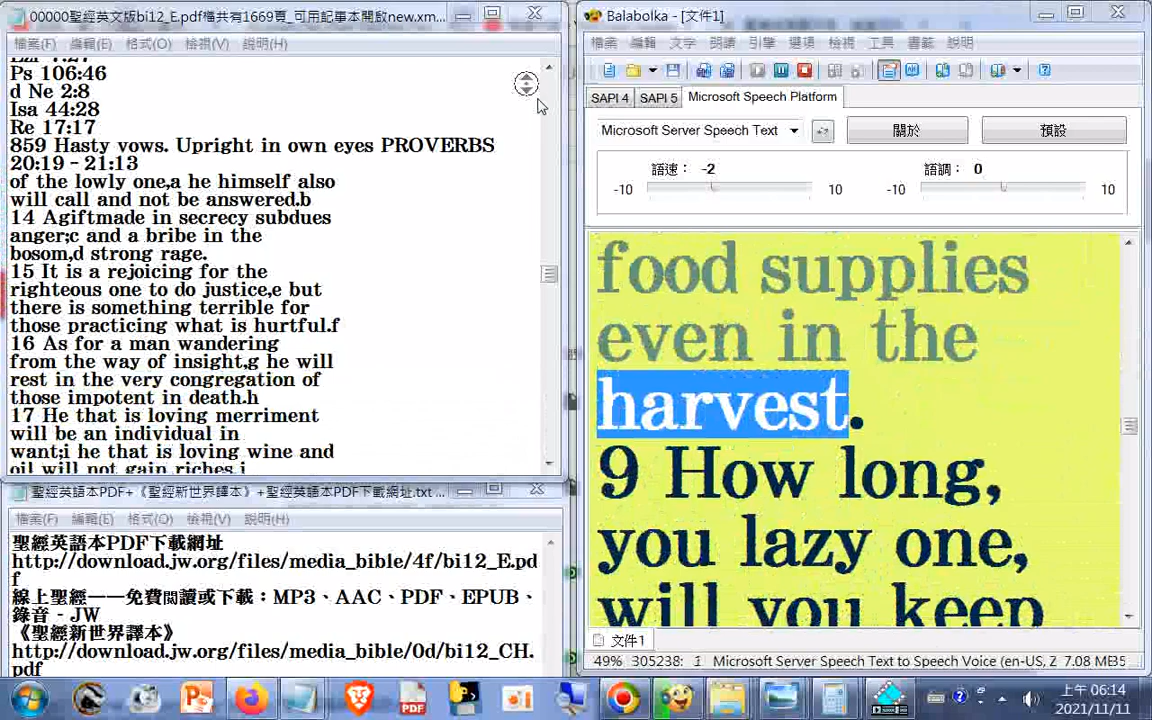 00000聖經英文版bi12_E.pdf檔共有1669頁_可用記事本開啟new.xm...
檔案(F) 編輯(E) 格式(O) 檢視(V) 說明(H)
Ps 106:46
d Ne 2:8
Isa 44:28
Re 17:17
859 Hasty vows. Upright in own eyes PROVERBS
20:19 - 21:13
of the lowly one,a he himself also
will call and not be answered.b
14 Agiftmade in secrecy subdues
anger;c and a bribe in the
bosom,d strong rage.
15 It is a rejoicing for the
righteous one to do justice,e but
there is something terrible for
those practicing what is hurtful.f
16 As for a man wandering
from the way of insight,g he will
rest in the very congregation of
those impotent in death.h
17 He that is loving merriment
will be an individual in
want;i he that is loving wine and
oil will not gain riches.j
聖經英語本PDF+《聖經新世界譯本》+聖經英語本PDF下載網址.txt ...
檔案(F) 編輯(E) 格式(O) 檢視(V) 說明(H)
聖經英語本PDF下載網址
http://download.jw.org/files/media_bible/4f/bi12_E.pd
f
線上聖經——免費閱讀或下載：MP3、AAC、PDF、EPUB、
錄音 - JW
《聖經新世界譯本》
http://download.jw.org/files/media_bible/0d/bi12_CH.
pdf
Balabolka - [文件1]
檔案 編輯 文字 朗讀 引擎 選項 檢視 工具 書籤 說明
SAPI 4 SAPI 5 Microsoft Speech Platform
Microsoft Server Speech Text 關於 預設
語速： -2 語調： 0
-10 10 -10 10
food supplies
even in the
harvest.
9 How long,
you lazy one,
will you keep
文件1
49% 305238: 1 Microsoft Server Speech Text to Speech Voice (en-US, Z 7.08 MB
上午 06:14
2021/11/11